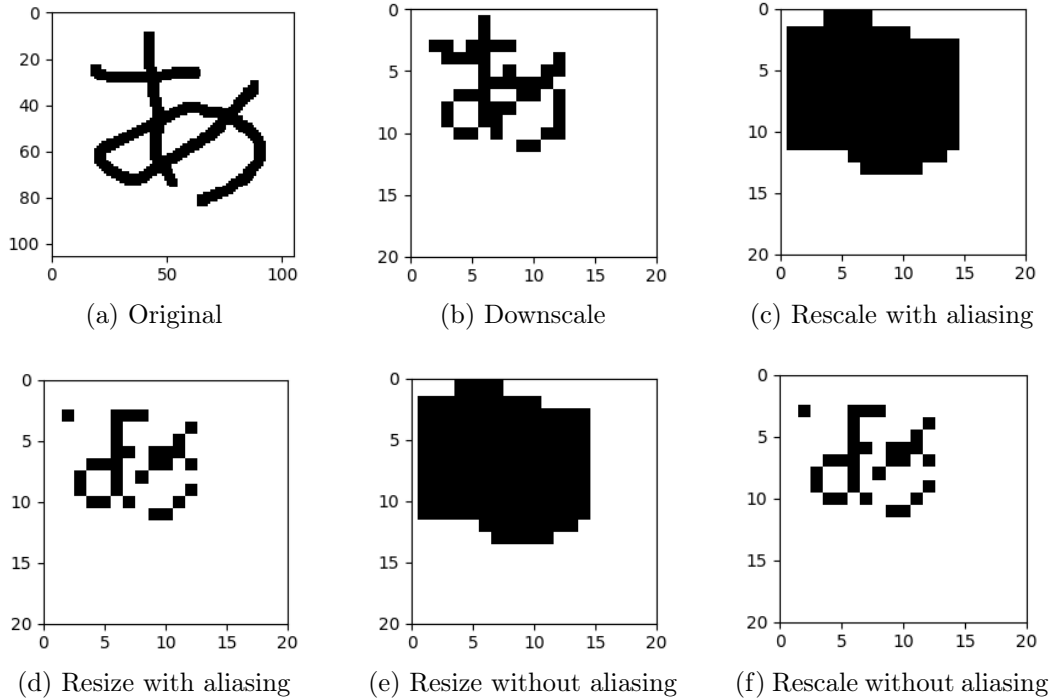 0
20
40
60
80
100
0 50 100
あ
(a) Original
0
5
10
15
20
0 5 10 15 20
(b) Downscale
0
5
10
15
20
0 5 10 15 20
(c) Rescale with aliasing
0
5
10
15
20
0 5 10 15 20
(d) Resize with aliasing
0
5
10
15
20
0 5 10 15 20
(e) Resize without aliasing
0
5
10
15
20
0 5 10 15 20
(f) Rescale without aliasing